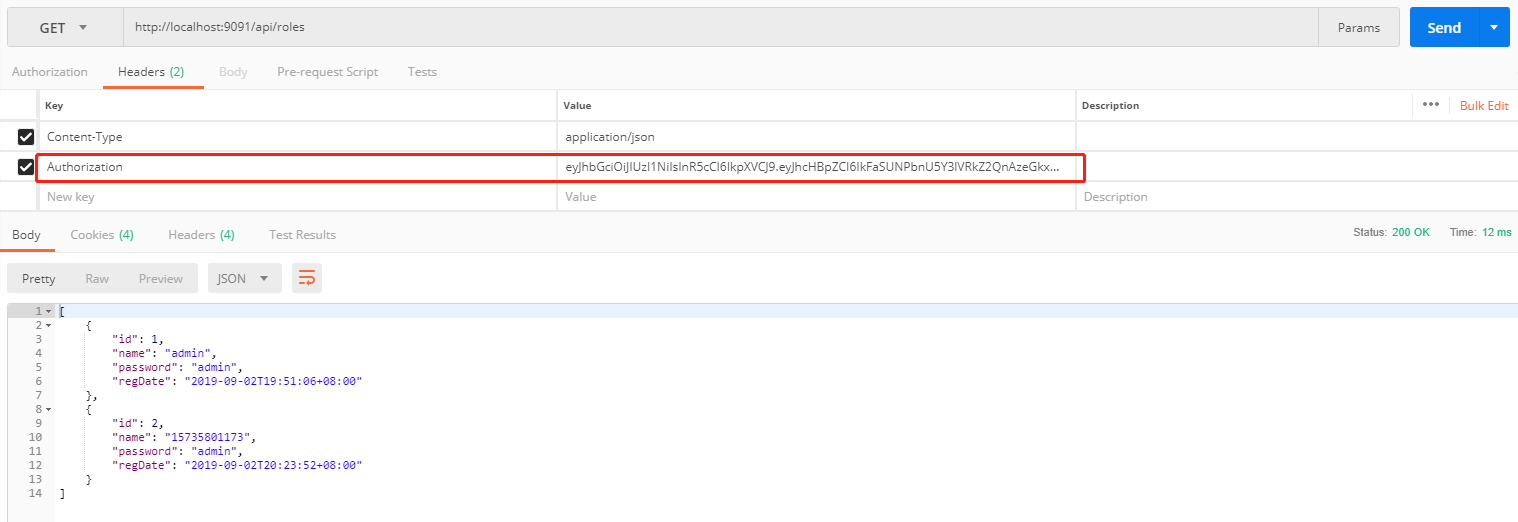 GET http://localhost:9091/api/roles Params Send
Authorization Headers (2) Body Pre-request Script Tests
Key Value Description ••• Bulk Edit
Content-Type application/json
Authorization eyJhbGciOiJIUzI1NiIsInR5cCI6IkpXVCJ9.eyJhcHBpZCI6IkFaSUNPbnU5Y3lVRkZ2QnAzeGkx...
New key Value Description
Body Cookies (4) Headers (4) Test Results Status: 200 OK Time: 12 ms
Pretty Raw Preview JSON
1 [
2 {
3 "id": 1,
4 "name": "admin",
5 "password": "admin",
6 "regDate": "2019-09-02T19:51:06+08:00"
7 },
8 {
9 "id": 2,
10 "name": "15735801173",
11 "password": "admin",
12 "regDate": "2019-09-02T20:23:52+08:00"
13 }
14 ]